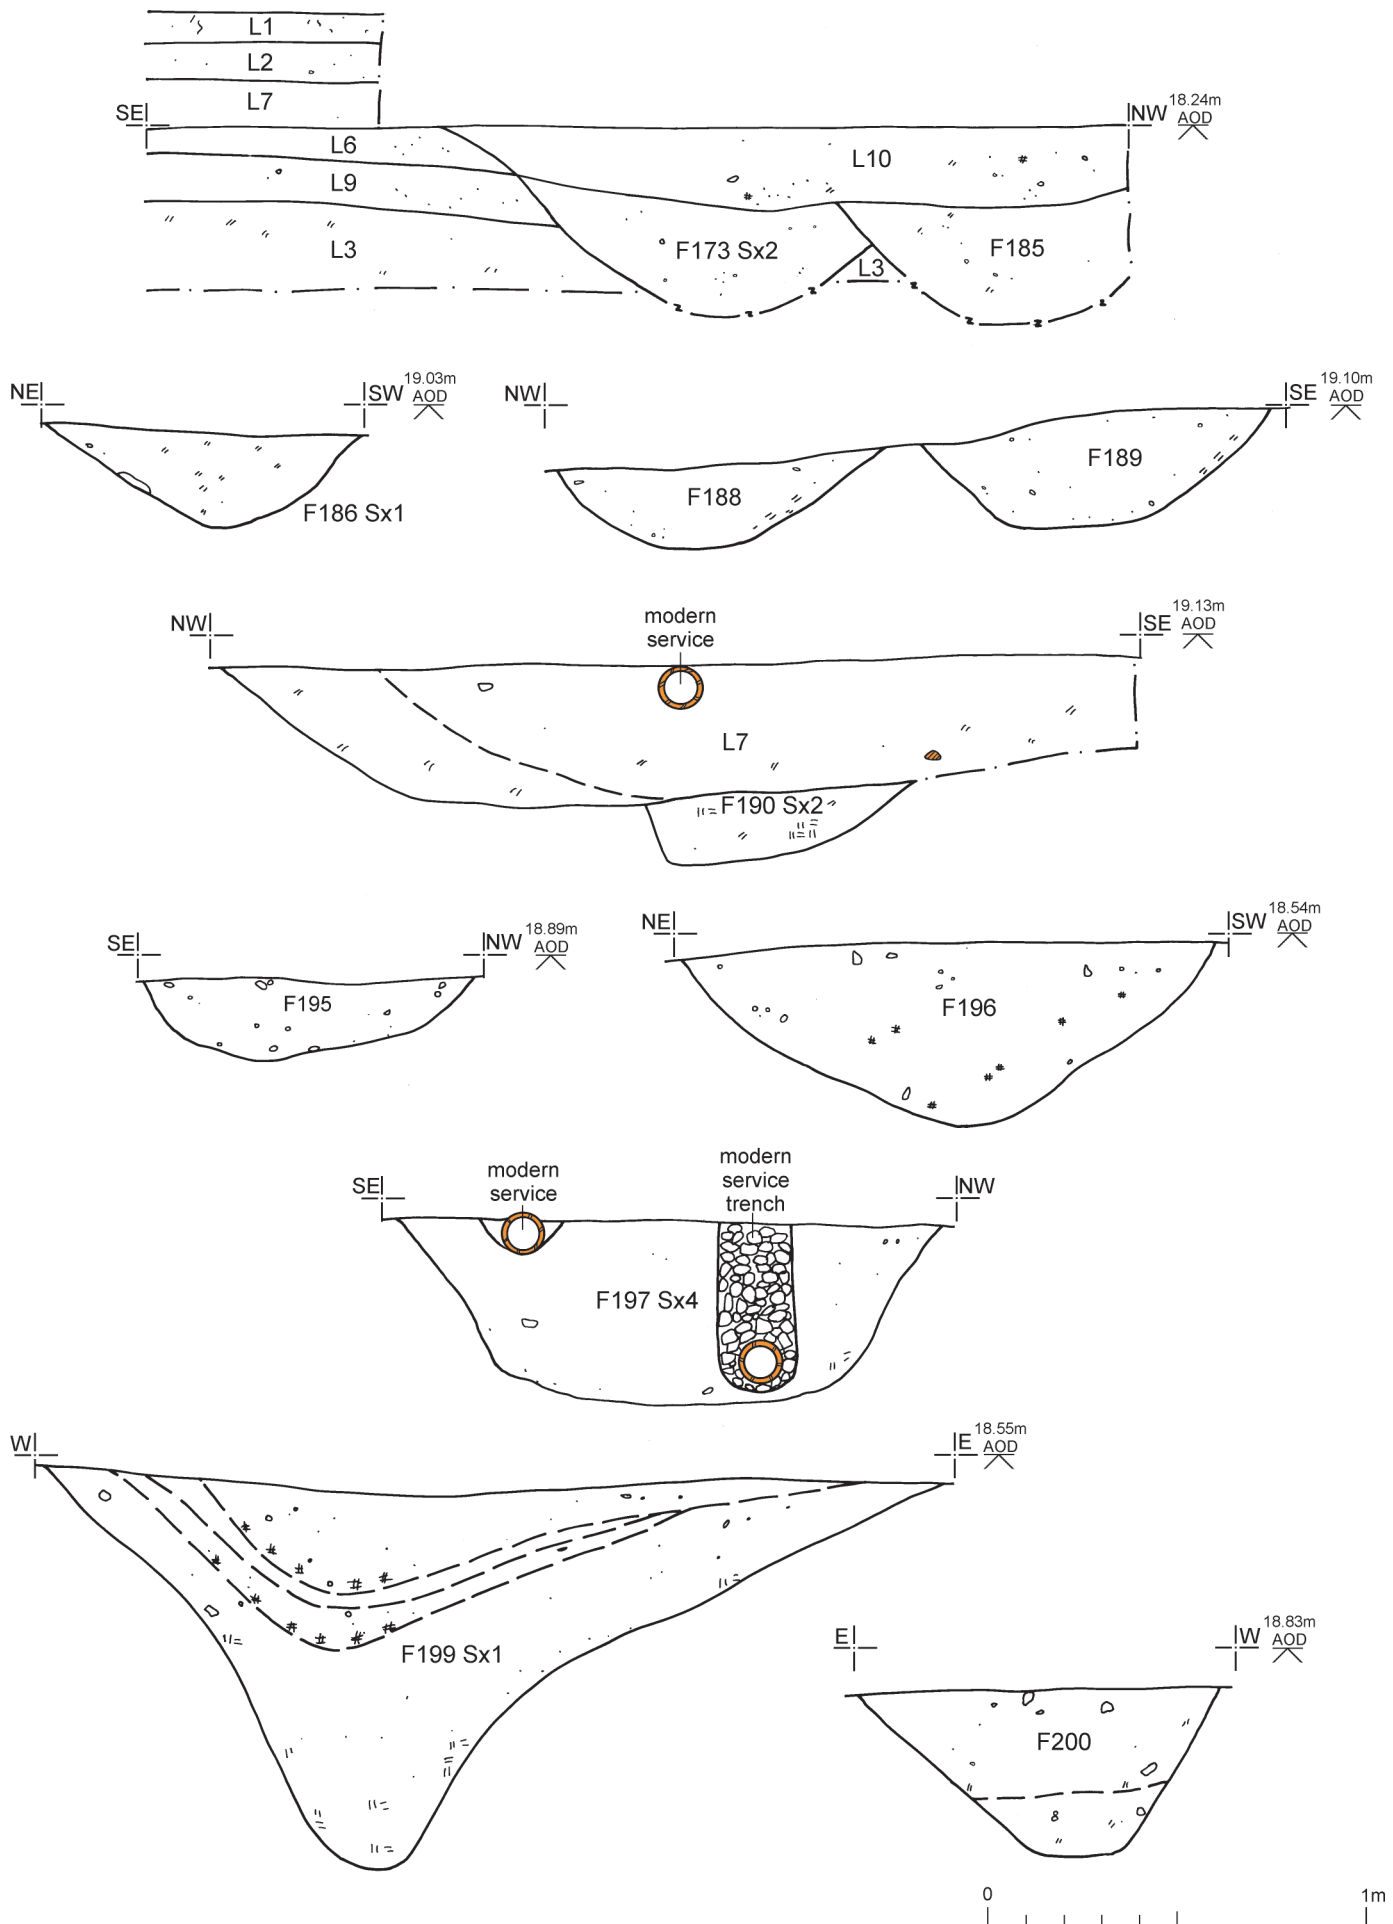 L1
L2
L7
SE
NW
18.24m
AOD
L6
L10
L9
F173 Sx2
F185
L3
L3
NE
SW
19.03m
AOD
NW
SE
19.10m
AOD
F186 Sx1
F188
F189
NW
modern
service
SE
19.13m
AOD
L7
F190 Sx2
SE
NW
18.89m
AOD
NE
SW
18.54m
AOD
F195
F196
SE
modern
service
modern
service
trench
NW
F197 Sx4
W
E
18.55m
AOD
F199 Sx1
E
W
18.83m
AOD
F200
0
1m